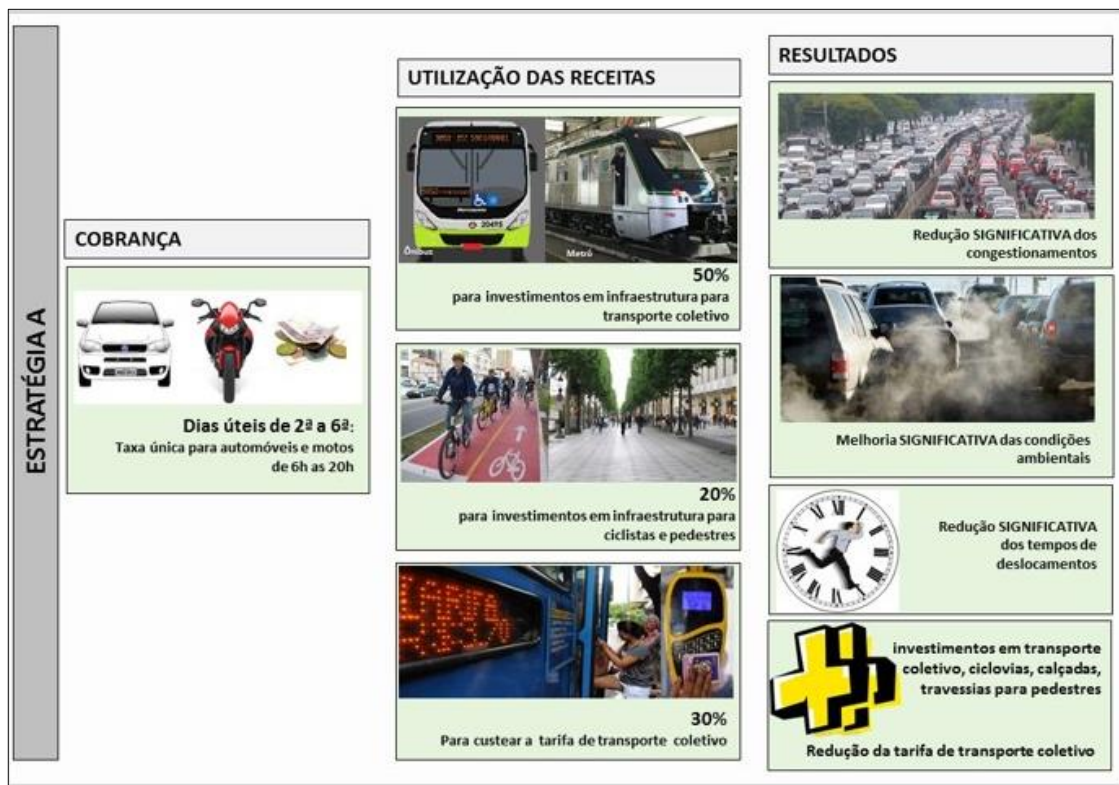 ESTRATÉGIA A
COBRANÇA
Dias úteis de 2ª a 6ª:
Taxa única para automóveis e motos
de 6h as 20h
UTILIZAÇÃO DAS RECEITAS
Ônibus
Metrô
20495
50%
para investimentos em infraestrutura para
transporte coletivo
20%
para investimentos em infraestrutura para
ciclistas e pedestres
TARIFA
30%
Para custear a tarifa de transporte coletivo
RESULTADOS
Redução SIGNIFICATIVA dos
congestionamentos
Melhoria SIGNIFICATIVA das condições
ambientais
Redução SIGNIFICATIVA
dos tempos de
deslocamentos
investimentos em transporte
coletivo, ciclovias, calçadas,
travessias para pedestres
Redução da tarifa de transporte coletivo